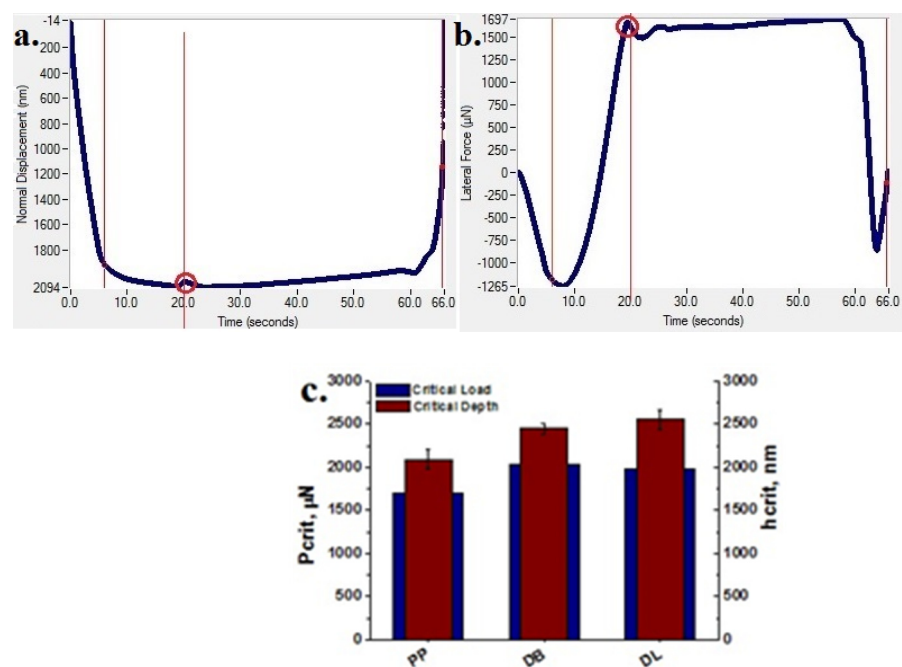 a.
-14
200
400
600
800
1000
1200
1400
1600
1800
2094
Normal Displacement (nm)
0.0 10.0 20.0 30.0 40.0 50.0 60.0 66.0
Time (seconds)
b.
1697
1500
1250
1000
750
500
250
0
-250
-500
-750
-1000
-1265
Lateral Force (µN)
0.0 10.0 20.0 30.0 40.0 50.0 60.0 66.0
Time (seconds)
c.
Critical Load
Critical Depth
3000
2500
2000
1500
1000
500
0
Pcrit, µN
3000
2500
2000
1500
1000
500
0
hcrit, nm
PP DB DL